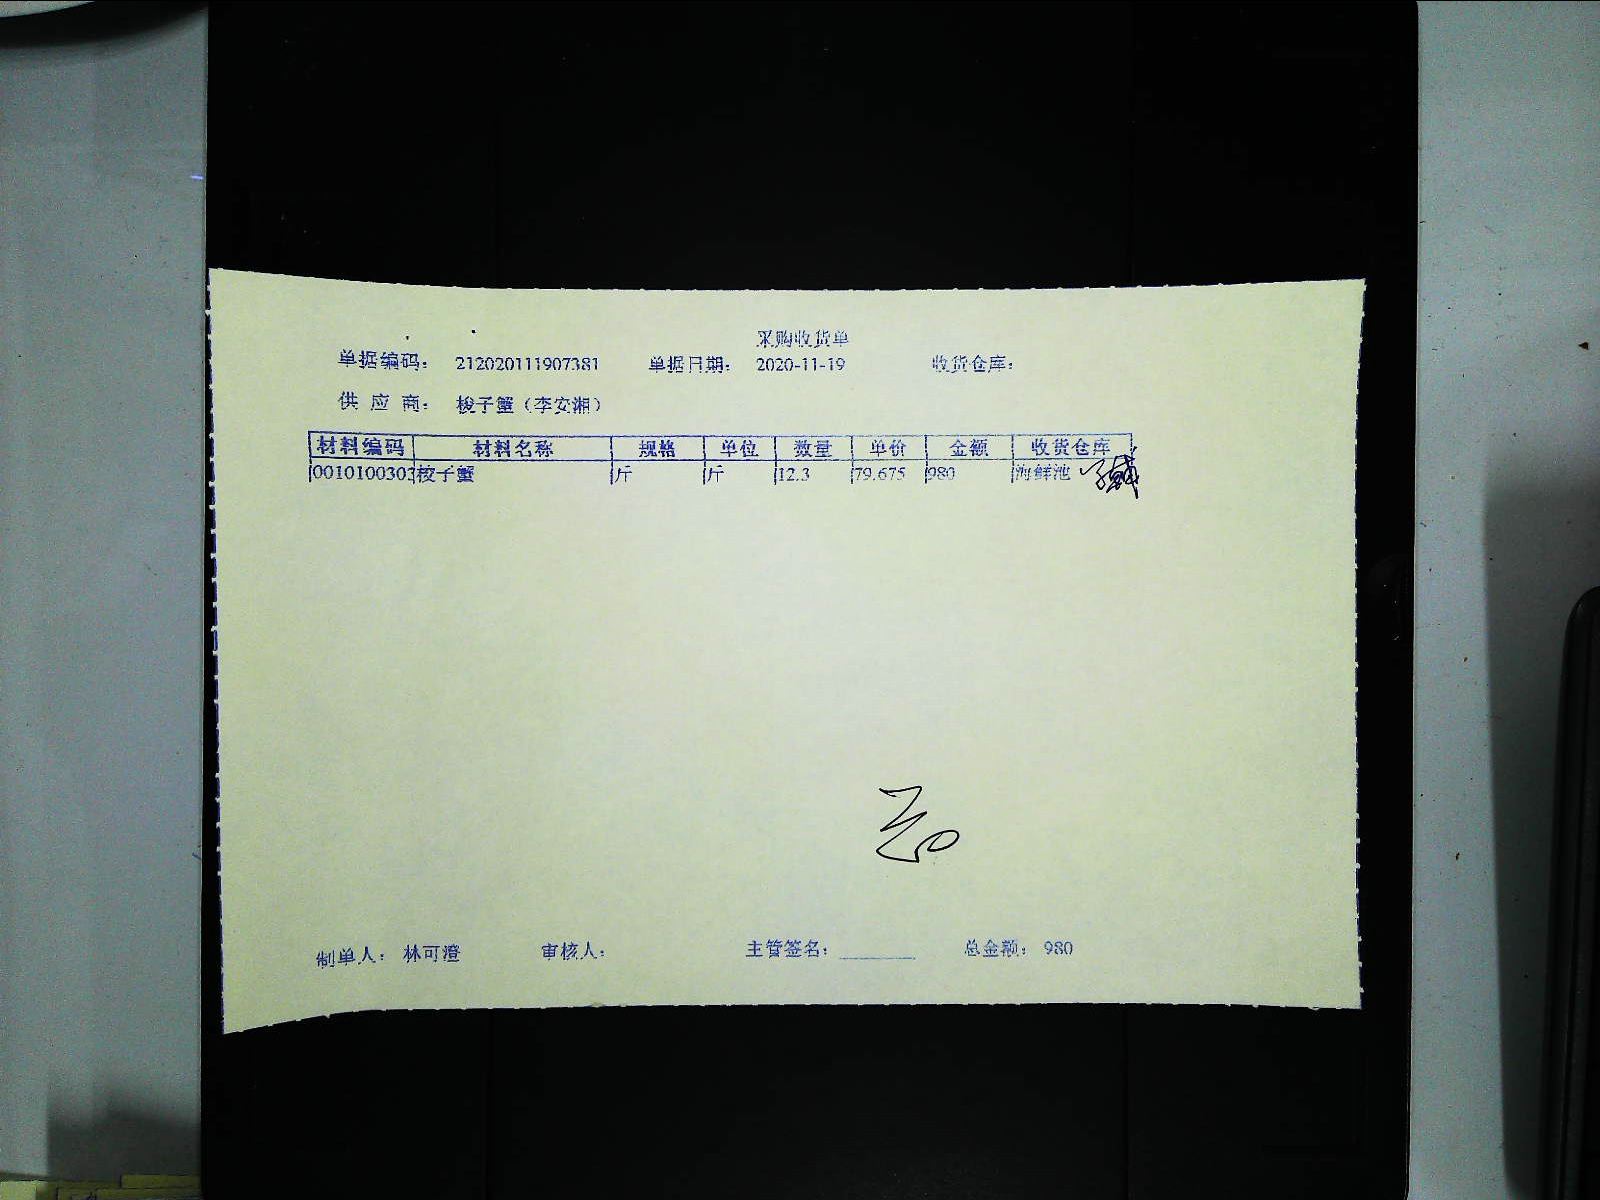 采购收货单
单据编码： 212020111907381 单据日期： 2020-11-19 收货仓库：
供 应 商： 梭子蟹（李安湘）
材料编码 材料名称 规格 单位 数量 单价 金额 收货仓库
0010100303 梭子蟹 斤 斤 12.3 79.675 980 海鲜池
制单人： 林可澄 审核人： 主管签名： 总金额： 980